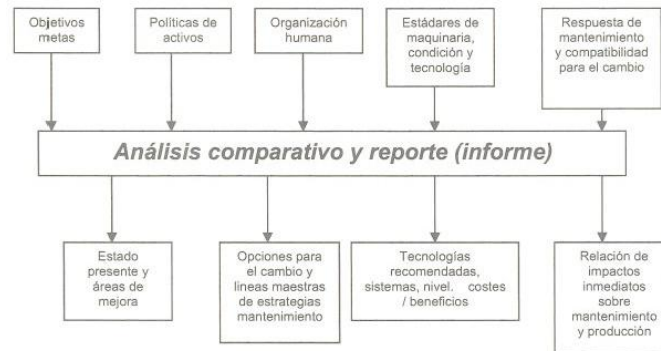 Objetivos
metas
Políticas de
activos
Organización
humana
Estádares de
maquinaria,
condición y
tecnología
Respuesta de
mantenimiento
y compatibilidad
para el cambio
Análisis comparativo y reporte (informe)
Estado
presente y
áreas de
mejora
Opciones para
el cambio y
líneas maestras
de estrategias
mantenimiento
Tecnologías
recomendadas,
sistemas, nivel. costes
/ beneficios
Relación de
impactos
inmediatos
sobre
mantenimiento
y producción